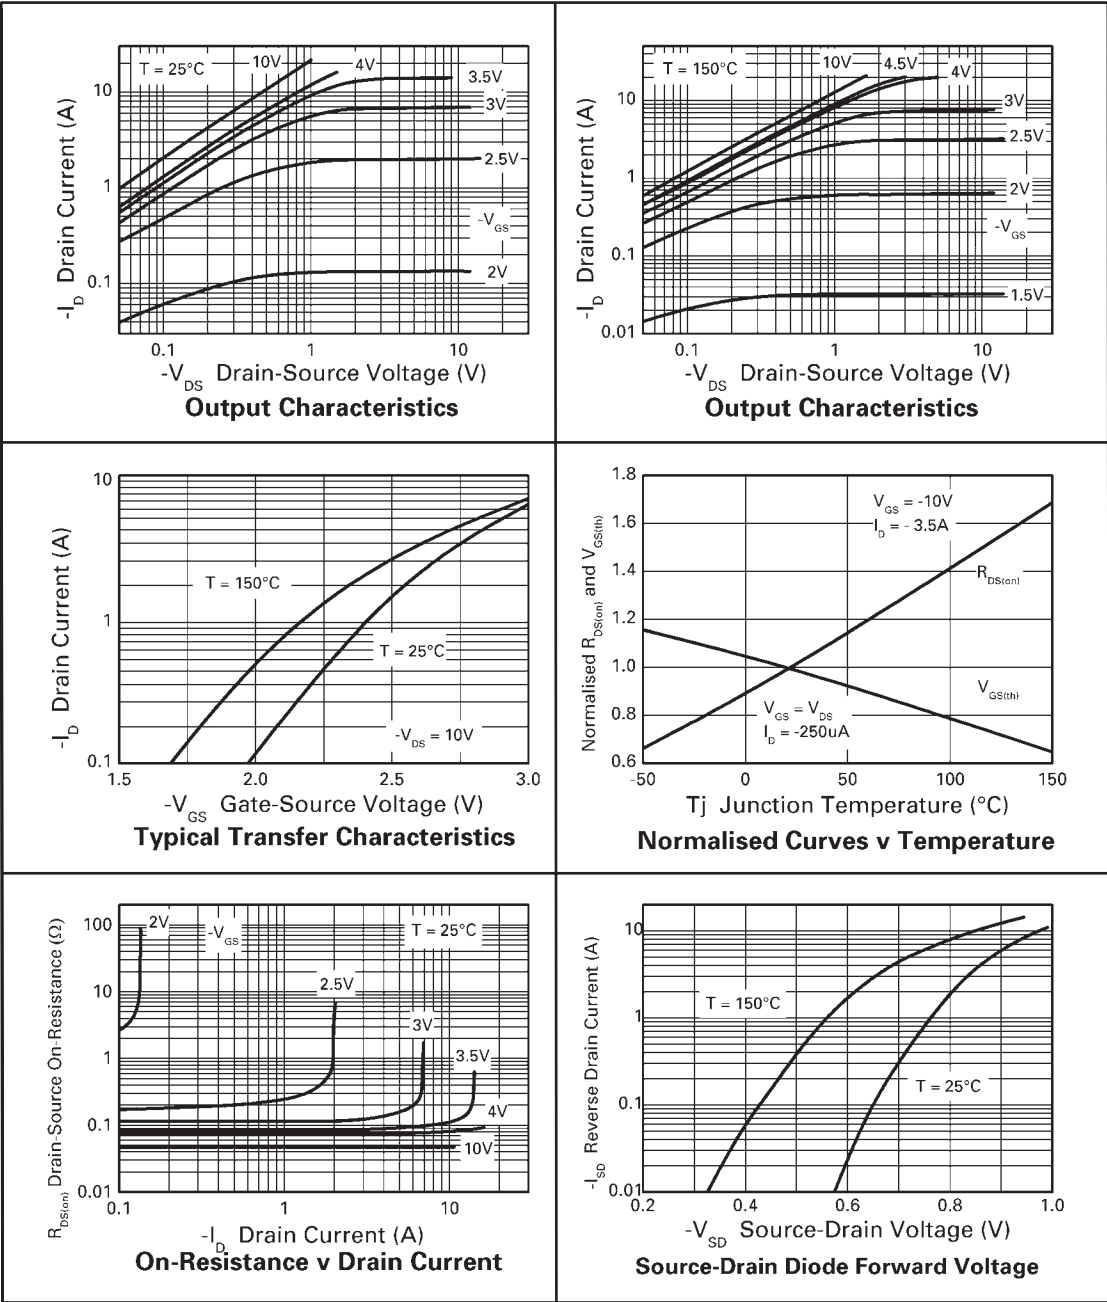 T = 25°C
10V
4V
3.5V
3V
2.5V
-VGS
2V
10
1
0.1
-ID Drain Current (A)
0.1 1 10
-VDS Drain-Source Voltage (V)
Output Characteristics
T = 150°C
10V
4.5V
4V
3V
2.5V
2V
-VGS
1.5V
10
1
0.1
0.01
-ID Drain Current (A)
0.1 1 10
-VDS Drain-Source Voltage (V)
Output Characteristics
10
1
0.1
-ID Drain Current (A)
T = 150°C
T = 25°C
-VDS = 10V
1.5 2.0 2.5 3.0
-VGS Gate-Source Voltage (V)
Typical Transfer Characteristics
1.8
1.6
1.4
1.2
1.0
0.8
0.6
Normalised RDS(on) and VGS(th)
VGS = -10V
ID = - 3.5A
RDS(on)
VGS(th)
VGS = VDS
ID = -250uA
-50 0 50 100 150
Tj Junction Temperature (°C)
Normalised Curves v Temperature
100
10
1
0.1
0.01
RDS(on) Drain-Source On-Resistance (Ω)
2V
-VGS
T = 25°C
2.5V
3V
3.5V
4V
10V
0.1 1 10
-ID Drain Current (A)
On-Resistance v Drain Current
10
1
0.1
0.01
-ISD Reverse Drain Current (A)
T = 150°C
T = 25°C
0.2 0.4 0.6 0.8 1.0
-VSD Source-Drain Voltage (V)
Source-Drain Diode Forward Voltage